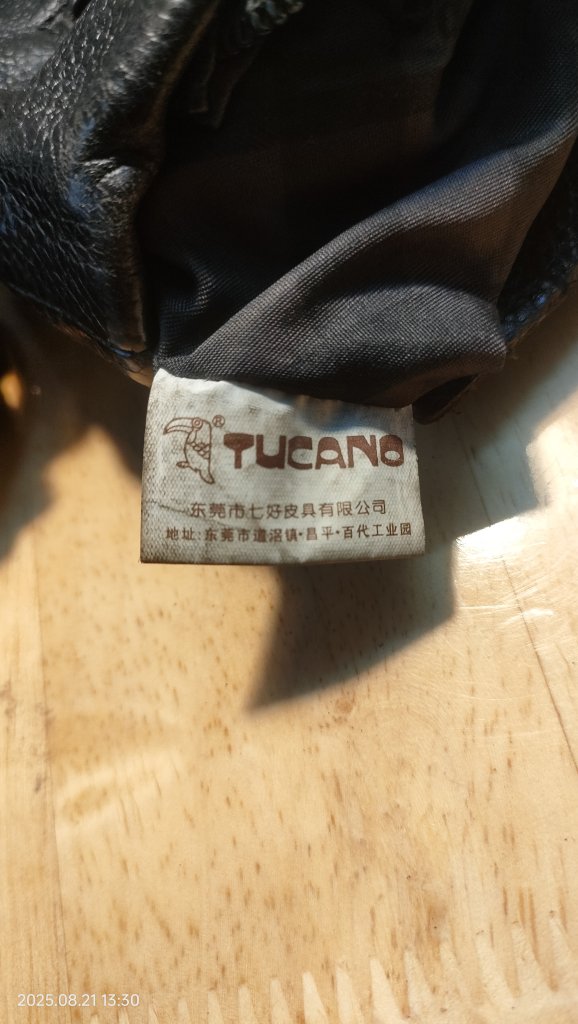 ® TUCANO
东莞市七好皮具有限公司
地址:东莞市道滘镇·昌平·百代工业园
2025.08.21 13:30